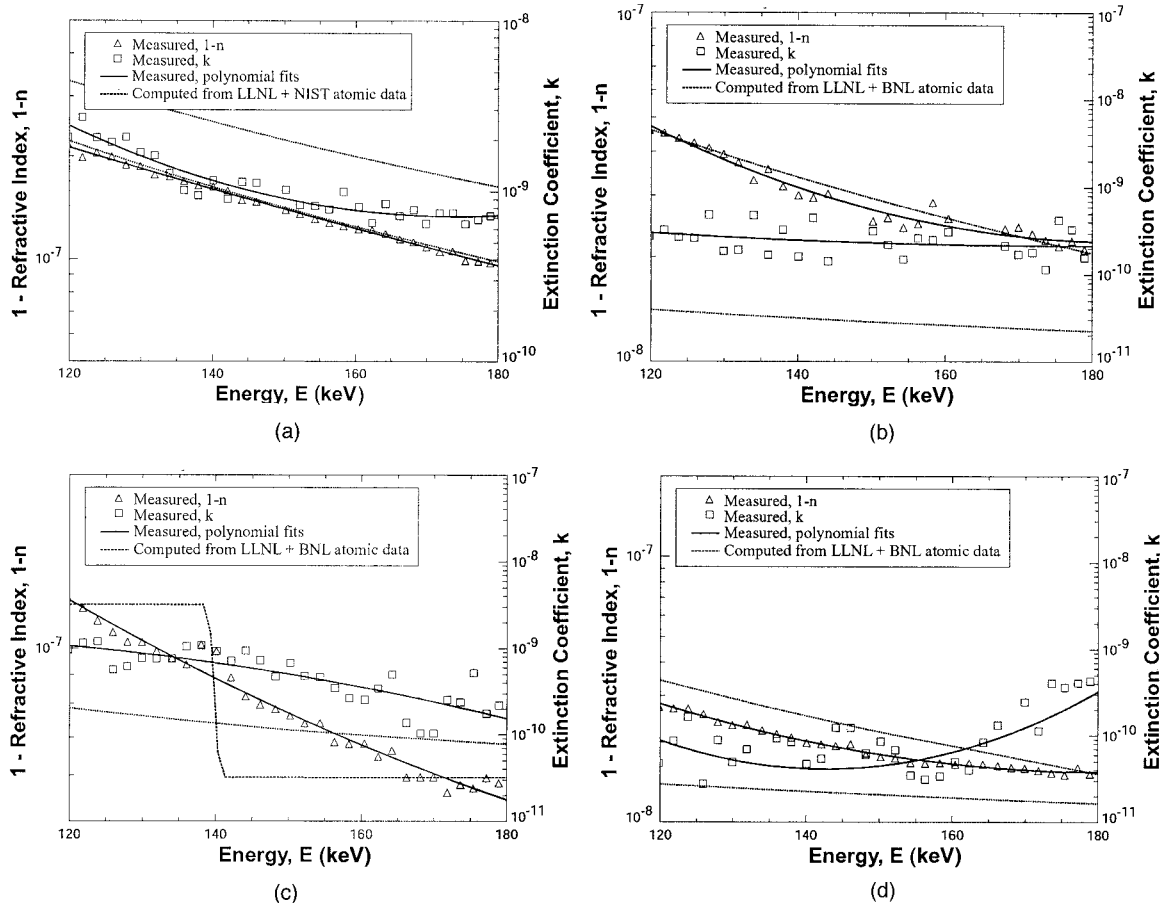 10^-8
Measured, 1-n
Measured, k
Measured, polynomial fits
Computed from LLNL + NIST atomic data
1 - Refractive Index, 1-n
10^-7
10^-9
10^-10
Extinction Coefficient, k
120
140
160
180
Energy, E (keV)
(a)
10^-7
10^-7
Measured, 1-n
Measured, k
Measured, polynomial fits
Computed from LLNL + BNL atomic data
1 - Refractive Index, 1-n
10^-8
10^-8
10^-9
10^-10
10^-11
Extinction Coefficient, k
120
140
160
180
Energy, E (keV)
(b)
10^-7
Measured, 1-n
Measured, k
Measured, polynomial fits
Computed from LLNL + BNL atomic data
1 - Refractive Index, 1-n
10^-7
10^-8
10^-9
10^-10
10^-11
Extinction Coefficient, k
120
140
160
180
Energy, E (keV)
(c)
10^-7
Measured, 1-n
Measured, k
Measured, polynomial fits
Computed from LLNL + BNL atomic data
1 - Refractive Index, 1-n
10^-7
10^-8
10^-8
10^-9
10^-10
10^-11
Extinction Coefficient, k
120
140
160
180
Energy, E (keV)
(d)